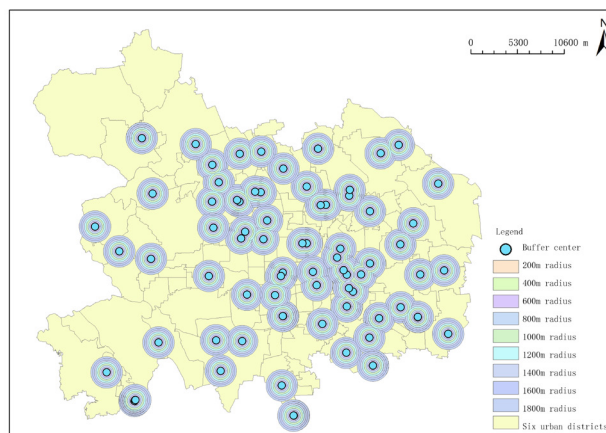 N
0 5300 10600 m
Legend
Buffer center
200m radius
400m radius
600m radius
800m radius
1000m radius
1200m radius
1400m radius
1600m radius
1800m radius
Six urban districts